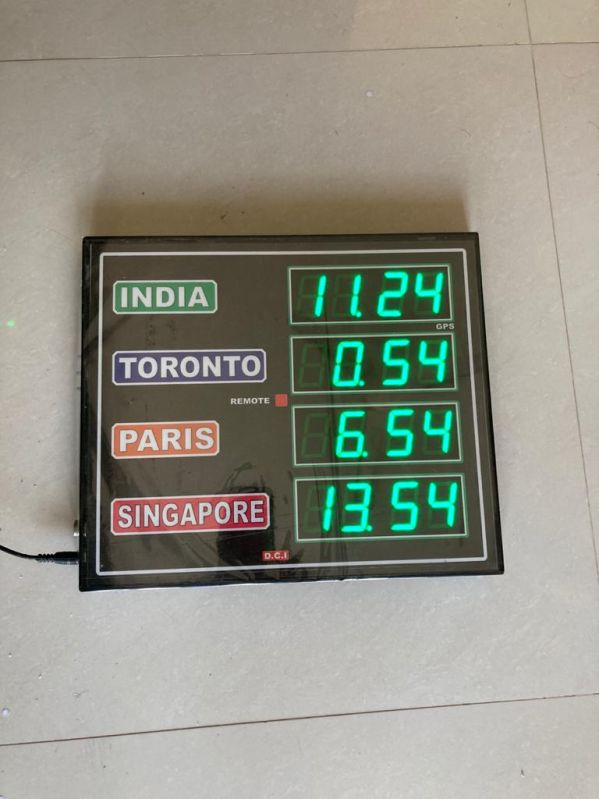 INDIA 11.24
GPS
TORONTO 0.54
REMOTE
PARIS 6.54
SINGAPORE 13.54
D.C.I